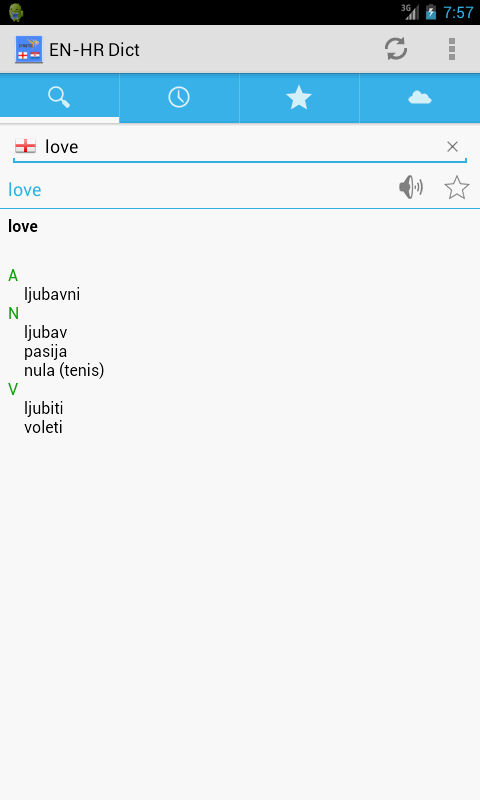 3G
7:57
EN-HR Dict
love
love
love
A
ljubavni
N
ljubav
pasija
nula (tenis)
V
ljubiti
voleti